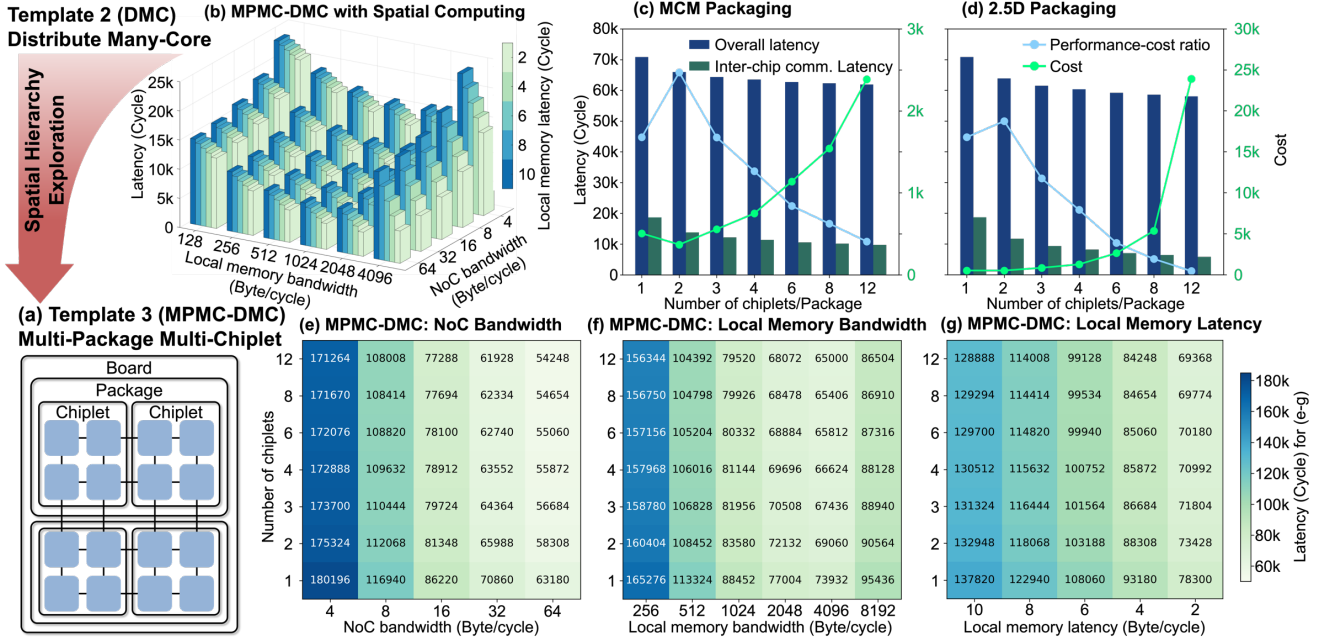 Template 2 (DMC)
Distribute Many-Core
Spatial Hierarchy
Exploration
(a) Template 3 (MPMC-DMC)
Multi-Package Multi-Chiplet
Board
Package
Chiplet Chiplet
(b) MPMC-DMC with Spatial Computing
Latency (Cycle)
25k
20k
15k
10k
5k
0
128 256 512 1024 2048 4096
Local memory bandwidth
(Byte/cycle)
64 32 16 8 4
NoC bandwidth
(Byte/cycle)
Local memory latency (Cycle)
2
4
6
8
10
(c) MCM Packaging
Overall latency
Inter-chip comm. Latency
Latency (Cycle)
80k
70k
60k
50k
40k
30k
20k
10k
0
3k
2k
1k
0
1 2 3 4 6 8 12
Number of chiplets/Package
(d) 2.5D Packaging
Performance-cost ratio
Cost
30k
25k
20k
15k
10k
5k
0
Cost
1 2 3 4 6 8 12
Number of chiplets/Package
(e) MPMC-DMC: NoC Bandwidth
Number of chiplets
12 171264 108008 77288 61928 54248
8 171670 108414 77694 62334 54654
6 172076 108820 78100 62740 55060
4 172888 109632 78912 63552 55872
3 173700 110444 79724 64364 56684
2 175324 112068 81348 65988 58308
1 180196 116940 86220 70860 63180
4 8 16 32 64
NoC bandwidth (Byte/cycle)
(f) MPMC-DMC: Local Memory Bandwidth
12 156344 104392 79520 68072 65000 86504
8 156750 104798 79926 68478 65406 86910
6 157156 105204 80332 68884 65812 87316
4 157968 106016 81144 69696 66624 88128
3 158780 106828 81956 70508 67436 88940
2 160404 108452 83580 72132 69060 90564
1 165276 113324 88452 77004 73932 95436
256 512 1024 2048 4096 8192
Local memory bandwidth (Byte/cycle)
(g) MPMC-DMC: Local Memory Latency
12 128888 114008 99128 84248 69368
8 129294 114414 99534 84654 69774
6 129700 114820 99940 85060 70180
4 130512 115632 100752 85872 70992
3 131324 116444 101564 86684 71804
2 132948 118068 103188 88308 73428
1 137820 122940 108060 93180 78300
10 8 6 4 2
Local memory latency (Byte/cycle)
180k
160k
140k
120k
100k
80k
60k
Latency (Cycle) for (e-g)